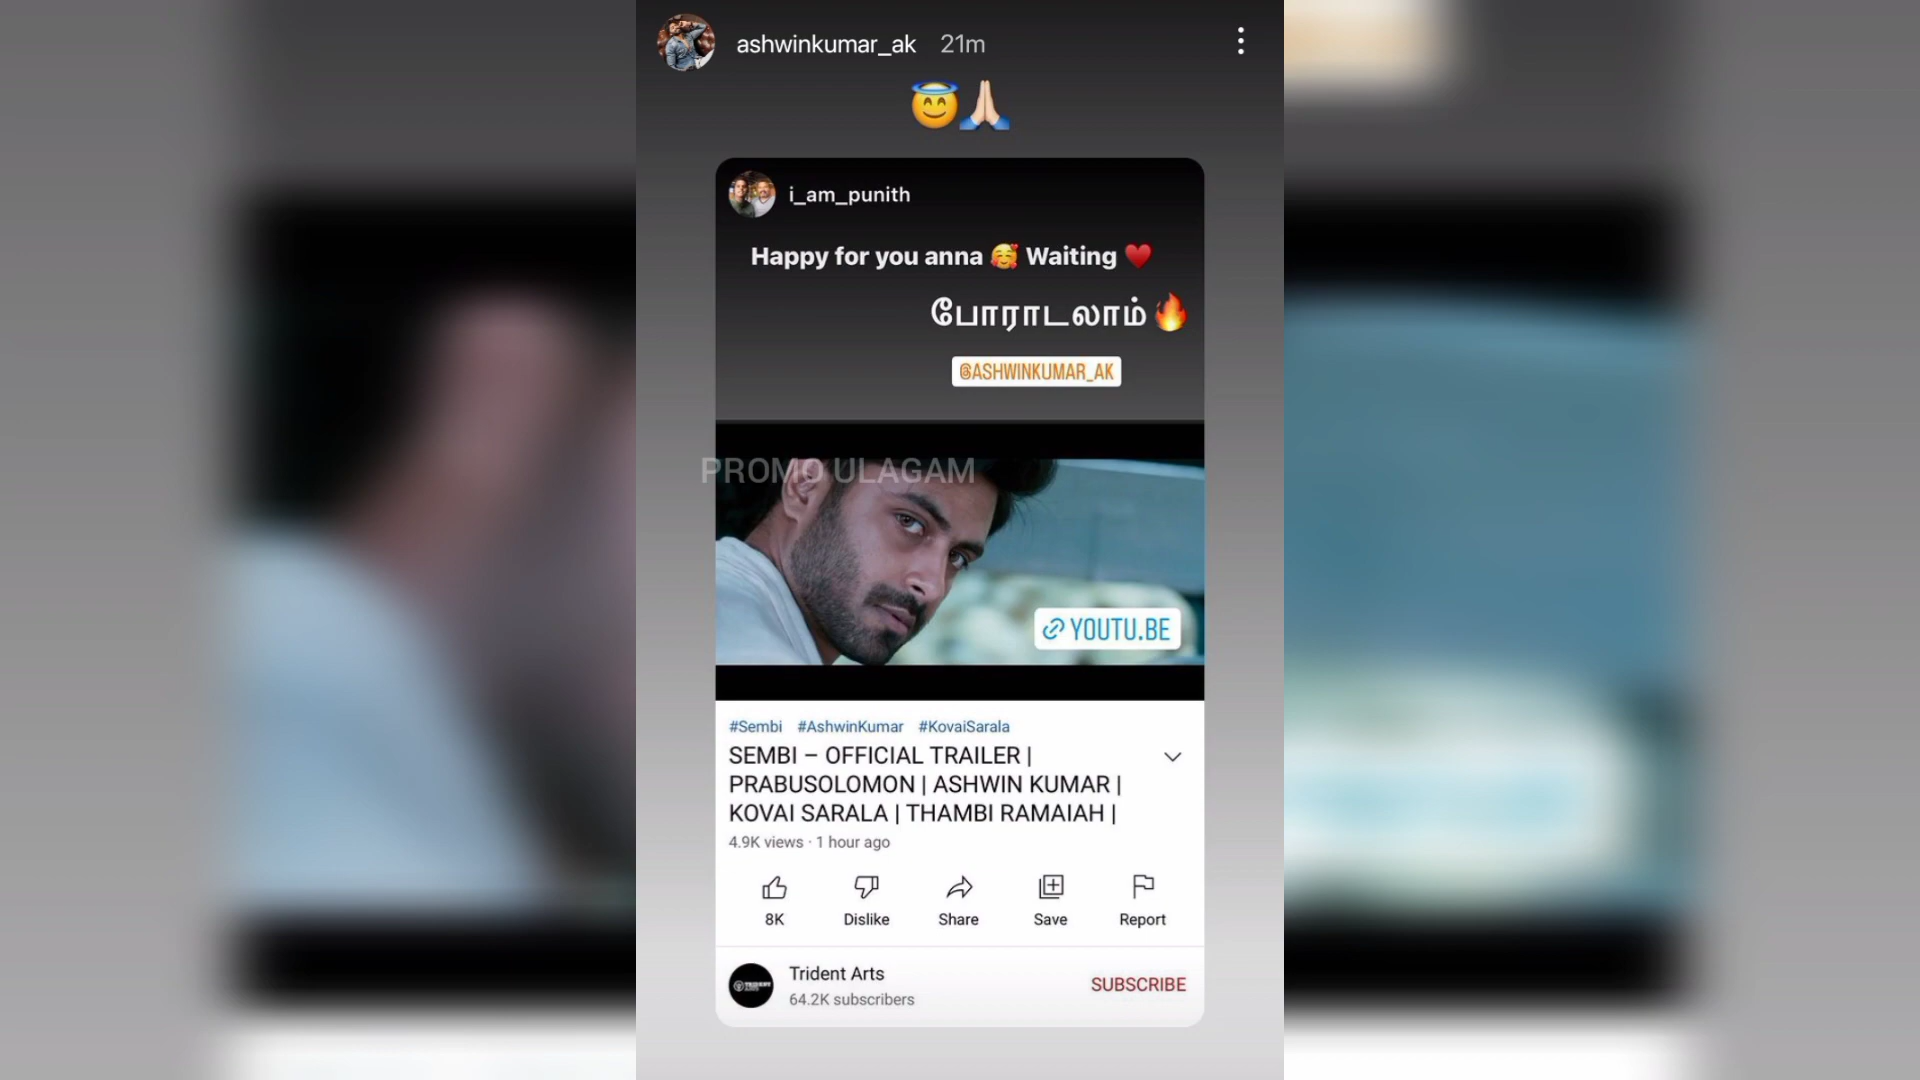 ashwinkumar_ak 21m
😇🙏🏻
i_am_punith
Happy for you anna 🥰 Waiting ♥️
போராடலாம்🔥
@ASHWINKUMAR_AK
PROMO ULAGAM
YOUTU.BE
#Sembi #AshwinKumar #KovaiSarala
SEMBI – OFFICIAL TRAILER |
PRABUSOLOMON | ASHWIN KUMAR |
KOVAI SARALA | THAMBI RAMAIAH |
4.9K views · 1 hour ago
8K Dislike Share Save Report
Trident Arts
64.2K subscribers
SUBSCRIBE